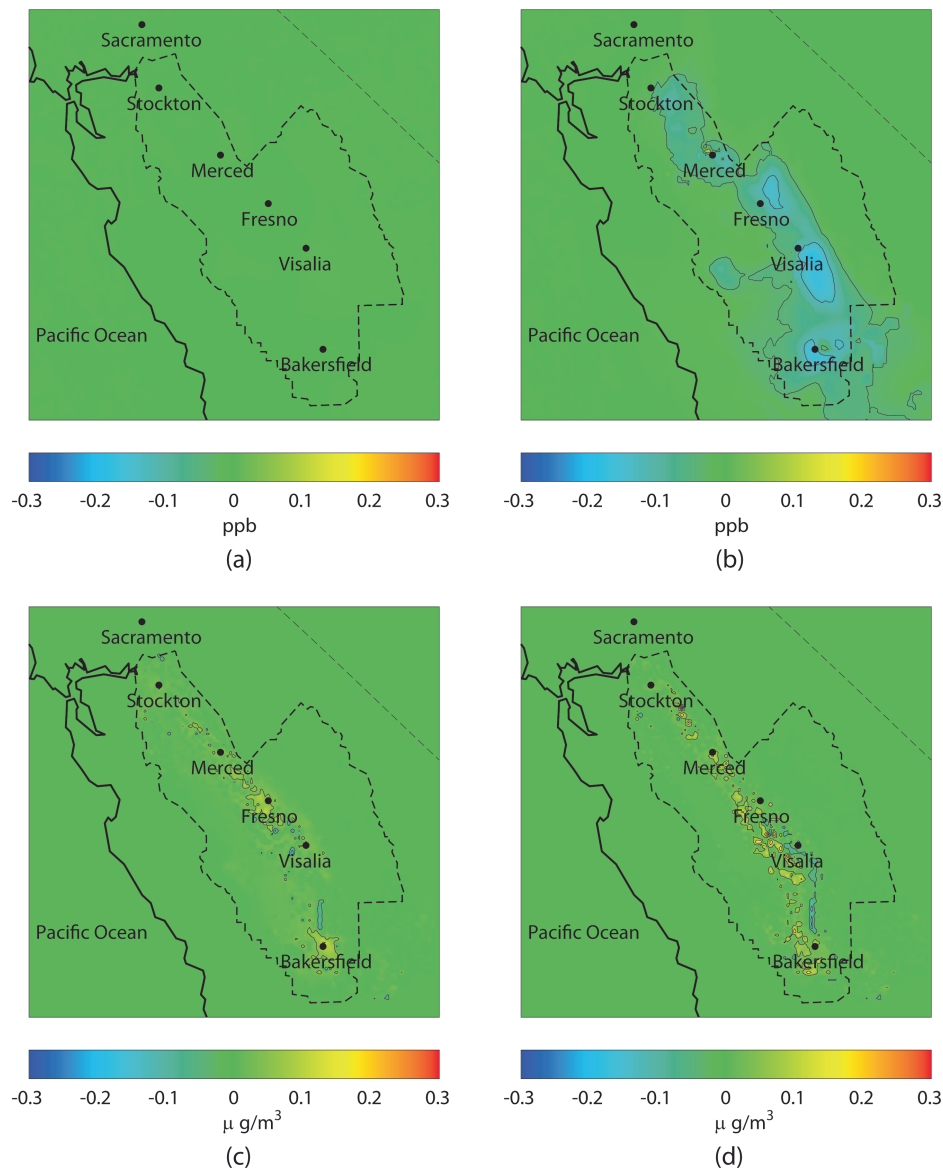 Sacramento
Stockton
Merced
Fresno
Visalia
Pacific Ocean
Bakersfield
-0.3 -0.2 -0.1 0 0.1 0.2 0.3
ppb
(a)
Sacramento
Stockton
Merced
Fresno
Visalia
Pacific Ocean
Bakersfield
-0.3 -0.2 -0.1 0 0.1 0.2 0.3
ppb
(b)
Sacramento
Stockton
Merced
Fresno
Visalia
Pacific Ocean
Bakersfield
-0.3 -0.2 -0.1 0 0.1 0.2 0.3
μ g/m³
(c)
Sacramento
Stockton
Merced
Fresno
Visalia
Pacific Ocean
Bakersfield
-0.3 -0.2 -0.1 0 0.1 0.2 0.3
μ g/m³
(d)